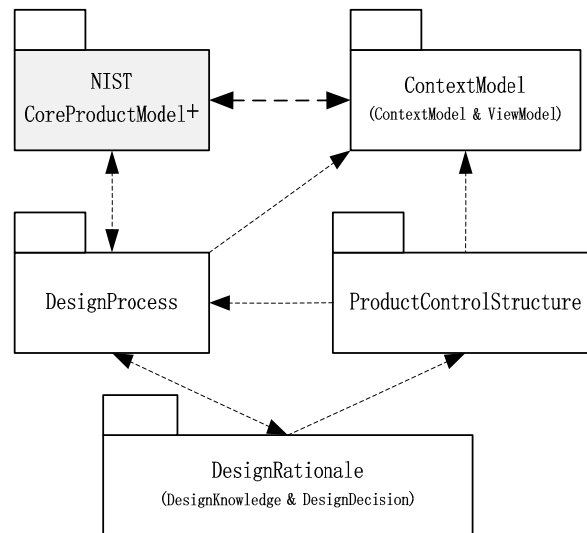 NIST
CoreProductModel+
ContextModel
(ContextModel & ViewModel)
DesignProcess
ProductControlStructure
DesignRationale
(DesignKnowledge & DesignDecision)